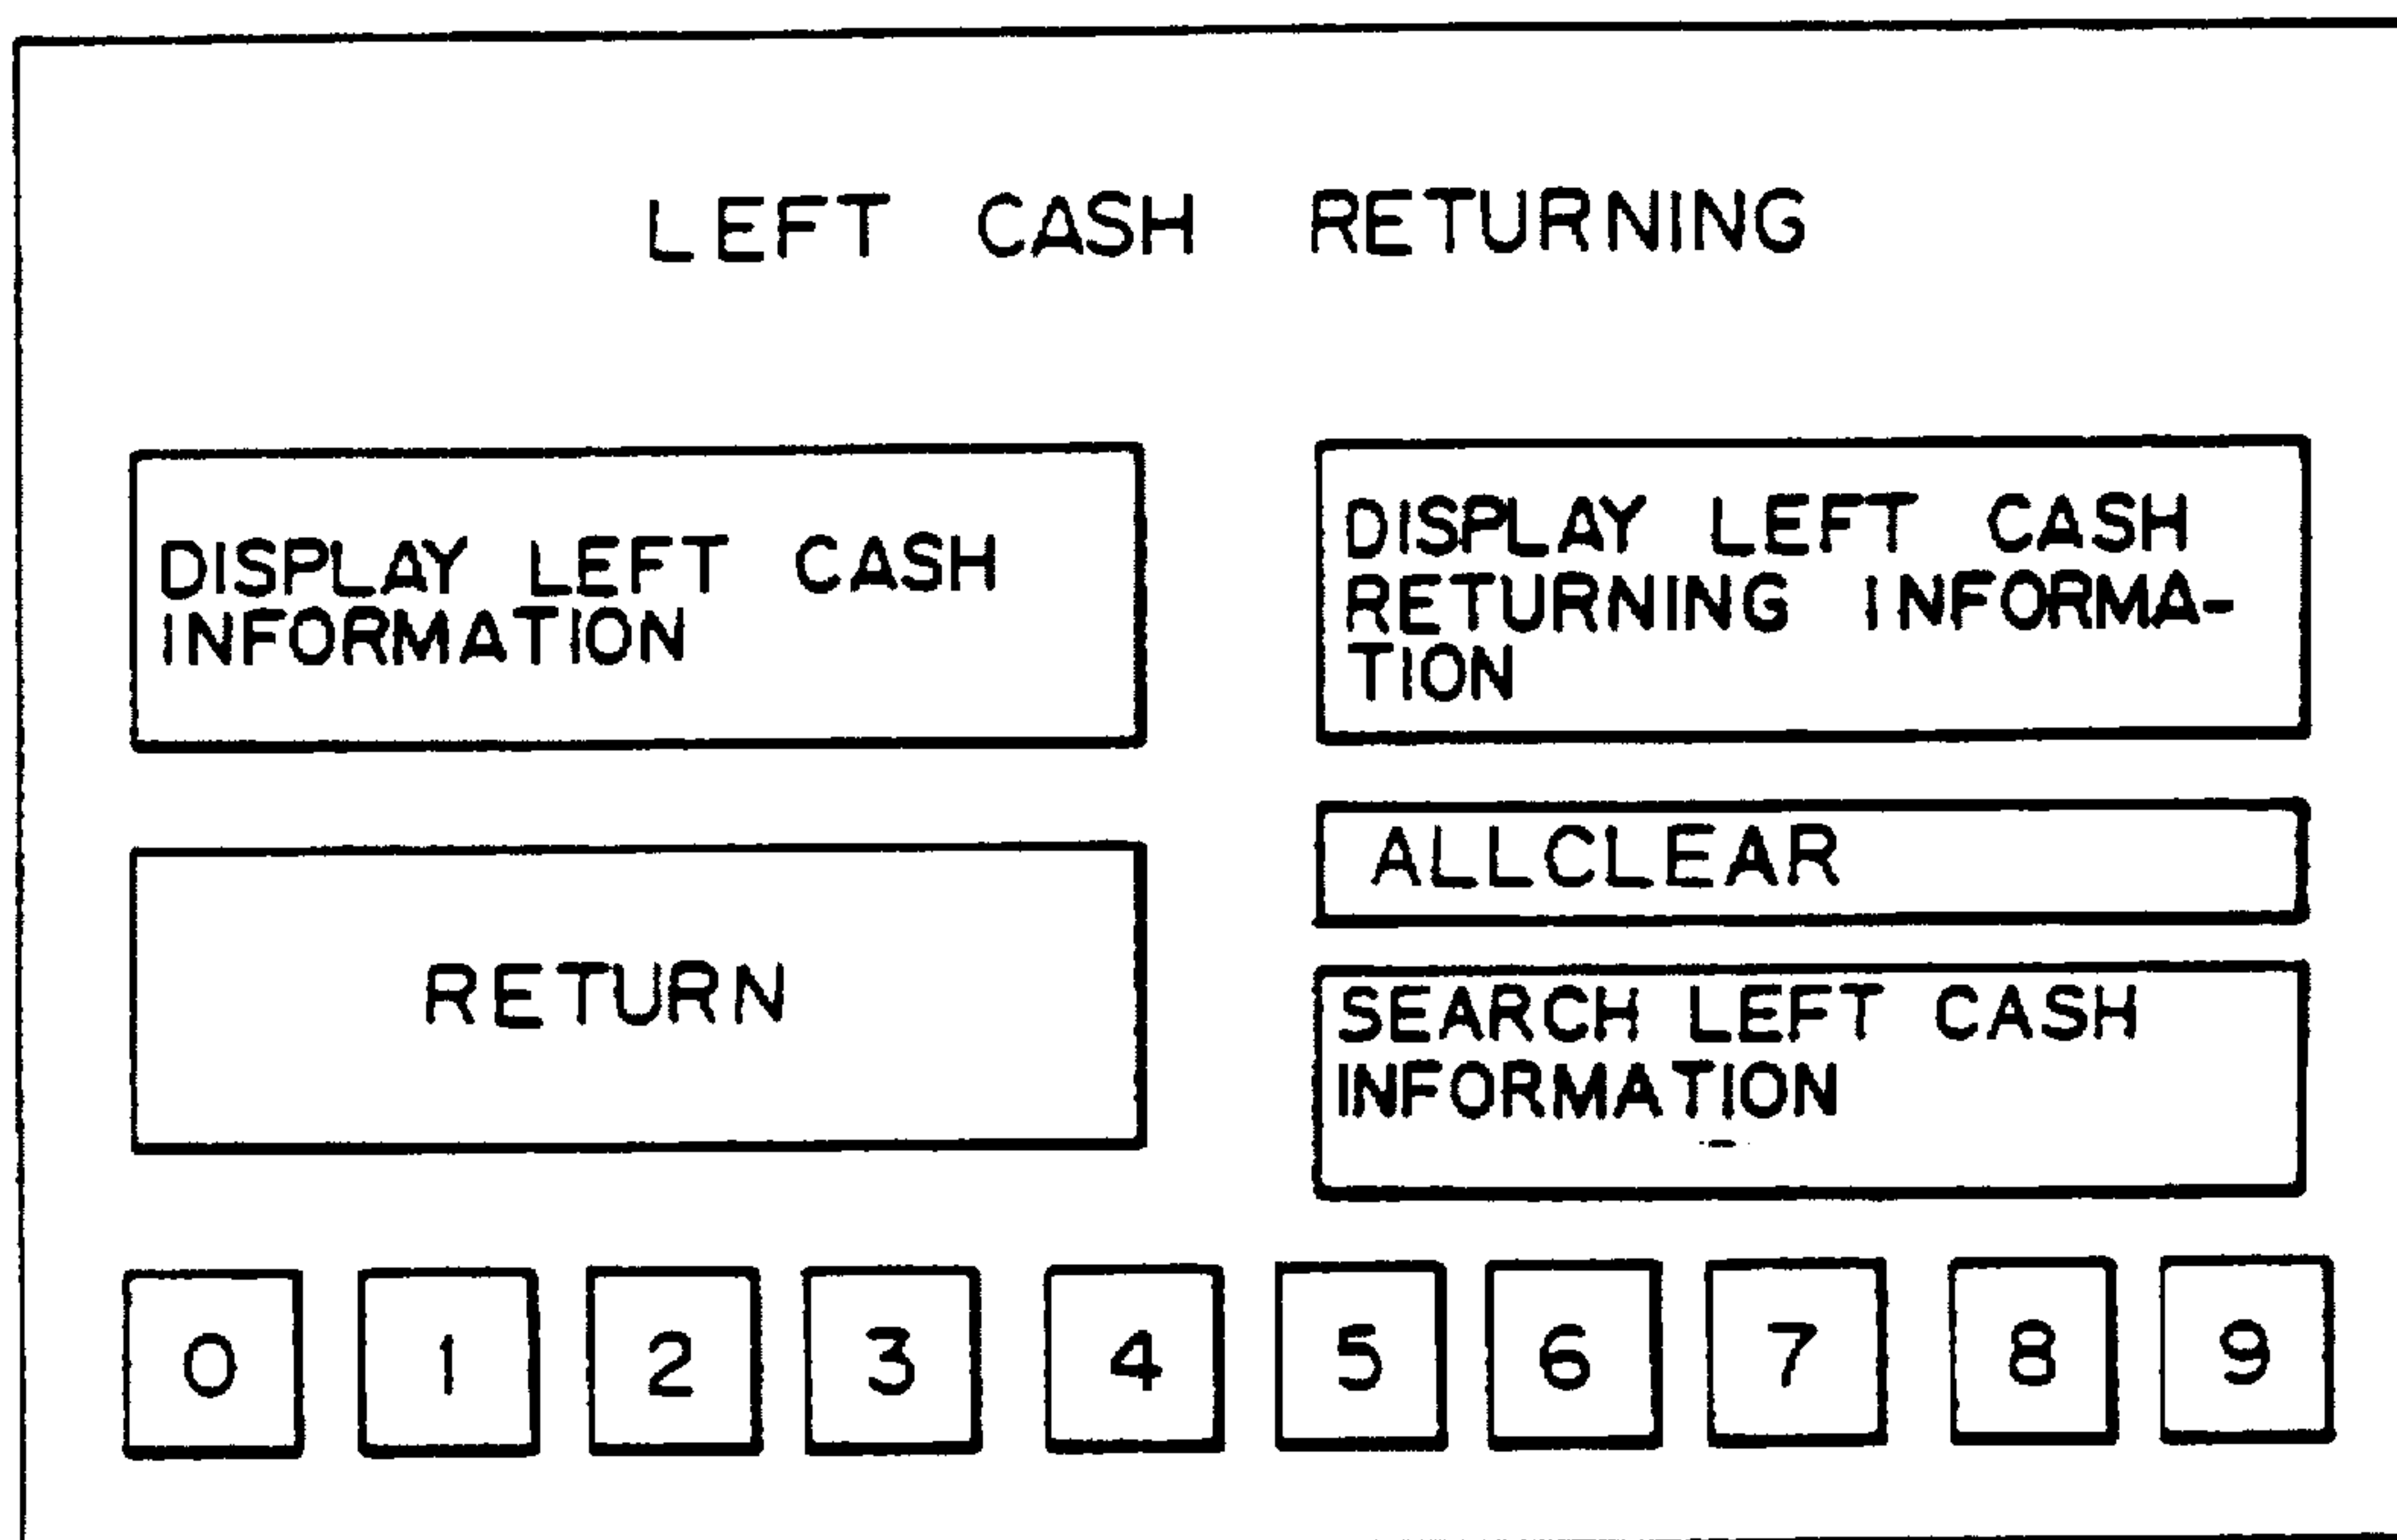 LEFT CASH RETURNING
DISPLAY LEFT CASH
INFORMATION
DISPLAY LEFT CASH
RETURNING INFORMA-
TION
RETURN
ALLCLEAR
SEARCH LEFT CASH
INFORMATION
0 1 2 3 4 5 6 7 8 9